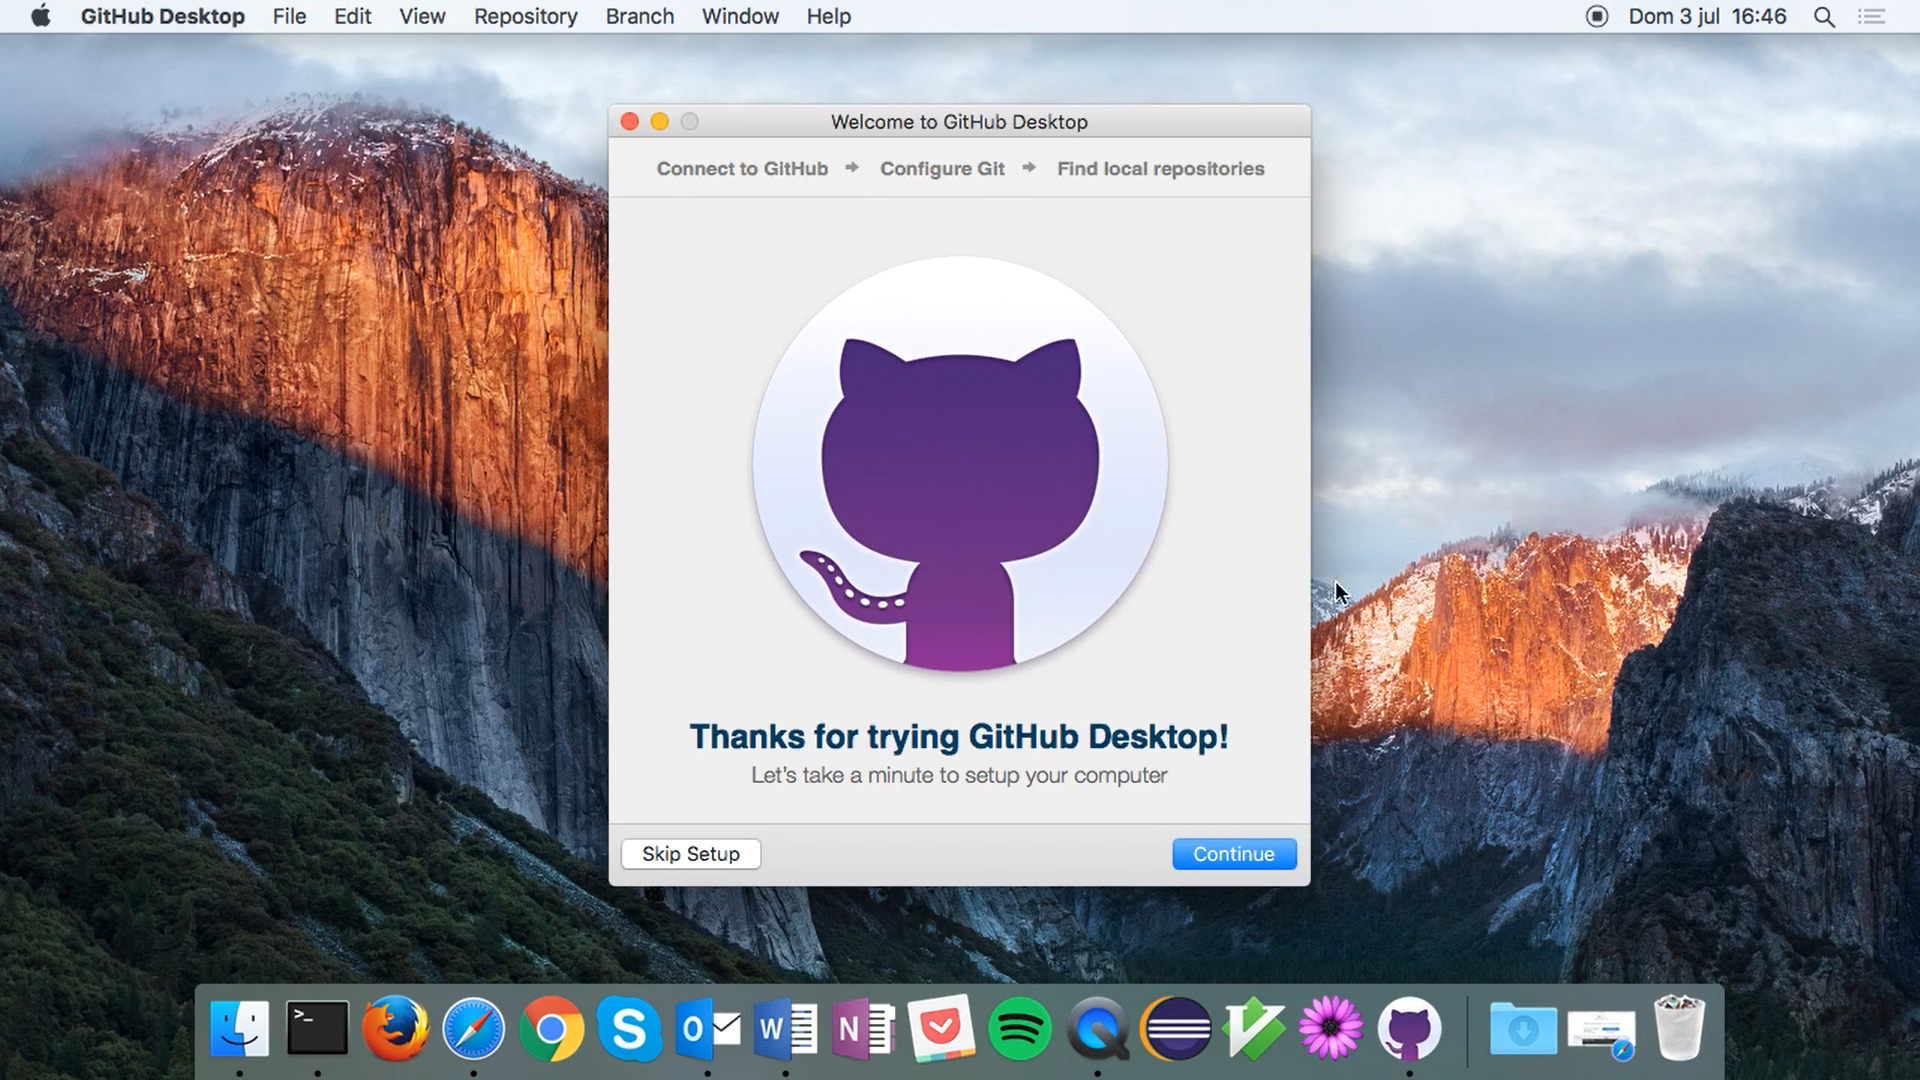 GitHub Desktop File Edit View Repository Branch Window Help Dom 3 jul 16:46
Welcome to GitHub Desktop
Connect to GitHub → Configure Git → Find local repositories
Thanks for trying GitHub Desktop!
Let's take a minute to setup your computer
Skip Setup Continue
>_ S O W N